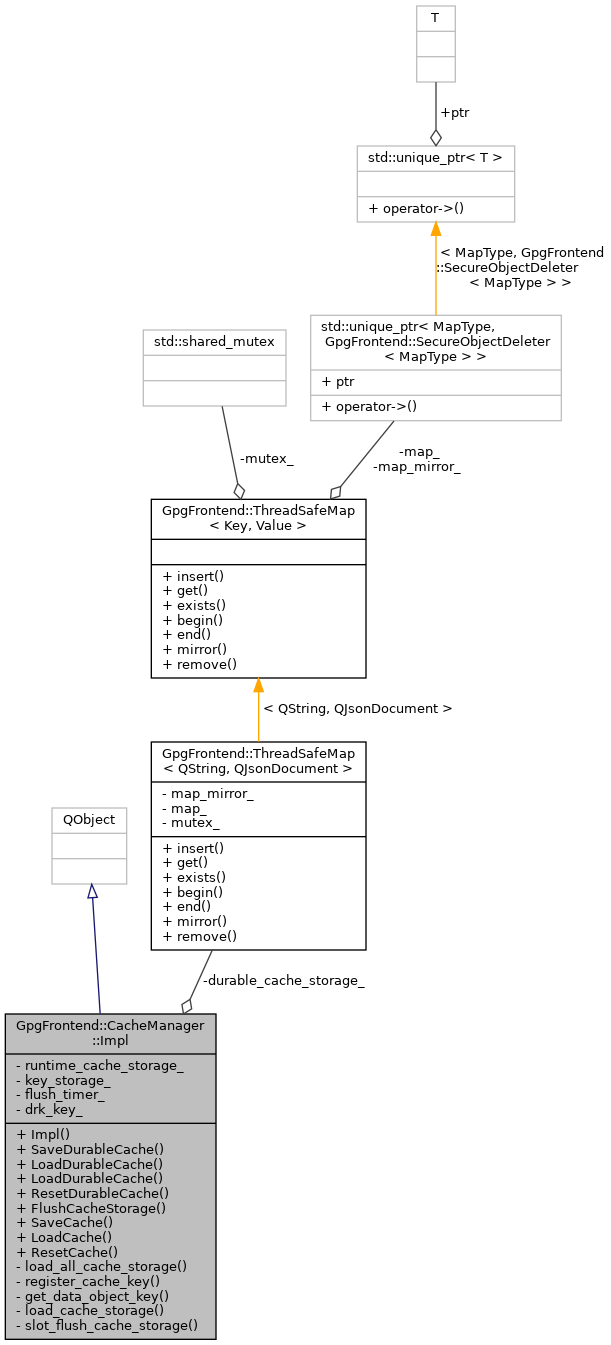 T
+ptr
std::unique_ptr< T >
+ operator->()
< MapType, GpgFrontend
::SecureObjectDeleter
< MapType > >
std::shared_mutex
std::unique_ptr< MapType,
GpgFrontend::SecureObjectDeleter
< MapType > >
+ ptr
+ operator->()
-mutex_
-map_
-map_mirror_
GpgFrontend::ThreadSafeMap
< Key, Value >
+ insert()
+ get()
+ exists()
+ begin()
+ end()
+ mirror()
+ remove()
< QString, QJsonDocument >
GpgFrontend::ThreadSafeMap
< QString, QJsonDocument >
- map_mirror_
- map_
- mutex_
+ insert()
+ get()
+ exists()
+ begin()
+ end()
+ mirror()
+ remove()
QObject
-durable_cache_storage_
GpgFrontend::CacheManager
::Impl
- runtime_cache_storage_
- key_storage_
- flush_timer_
- drk_key_
+ Impl()
+ SaveDurableCache()
+ LoadDurableCache()
+ LoadDurableCache()
+ ResetDurableCache()
+ FlushCacheStorage()
+ SaveCache()
+ LoadCache()
+ ResetCache()
- load_all_cache_storage()
- register_cache_key()
- get_data_object_key()
- load_cache_storage()
- slot_flush_cache_storage()